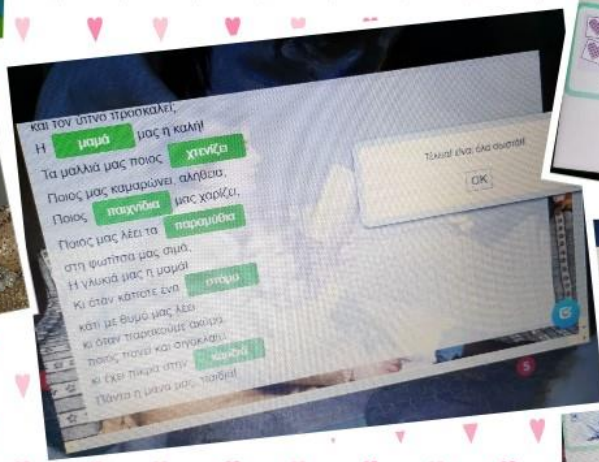 και τον ύπνο προσκαλεί;
Η μαμά μας η καλή!
Τα μαλλιά μας ποιος χτενίζει
Ποιος μας καμαρώνει, αλήθεια,
Ποιος παιχνίδια μας χαρίζει,
Ποιος μας λέει τα παραμύθια
στη φωτίτσα μας σιμά,
Η γλυκιά μας η μαμά!
Κι όταν κάποτε ένα στόμα
κάτι με θυμό μας λέει
κι όταν παρακούμε ακόμα
ποιος πονεί και σιγοκλαίει
κι έχει πίκρα στην καρδιά
Πάντα η μάνα μας, παιδιά!
Τέλεια! είναι όλα σωστά!!
OK
5